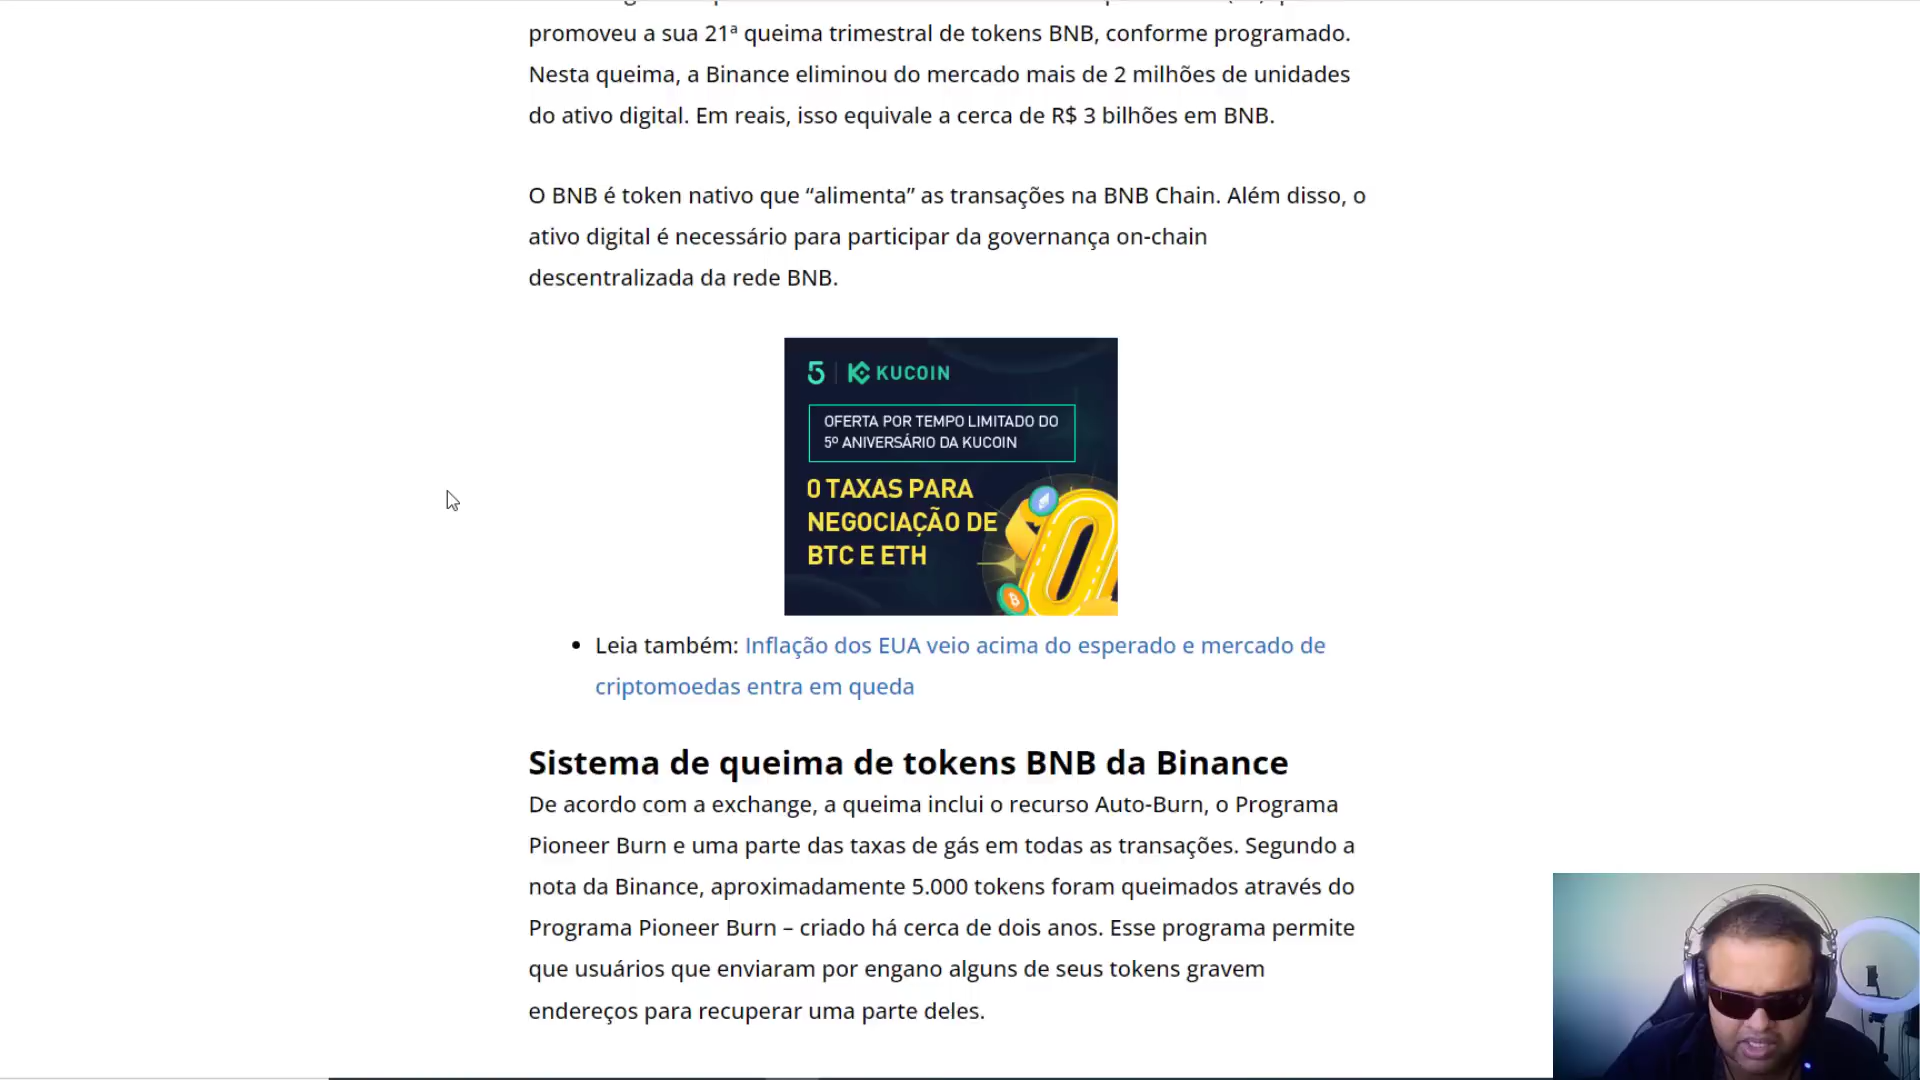 promoveu a sua 21ª queima trimestral de tokens BNB, conforme programado.
Nesta queima, a Binance eliminou do mercado mais de 2 milhões de unidades
do ativo digital. Em reais, isso equivale a cerca de R$ 3 bilhões em BNB.
O BNB é token nativo que “alimenta” as transações na BNB Chain. Além disso, o
ativo digital é necessário para participar da governança on-chain
descentralizada da rede BNB.
5 KUCOIN
OFERTA POR TEMPO LIMITADO DO
5º ANIVERSÁRIO DA KUCOIN
0 TAXAS PARA
NEGOCIAÇÃO DE
BTC E ETH
Leia também: Inflação dos EUA veio acima do esperado e mercado de
criptomoedas entra em queda
Sistema de queima de tokens BNB da Binance
De acordo com a exchange, a queima inclui o recurso Auto-Burn, o Programa
Pioneer Burn e uma parte das taxas de gás em todas as transações. Segundo a
nota da Binance, aproximadamente 5.000 tokens foram queimados através do
Programa Pioneer Burn – criado há cerca de dois anos. Esse programa permite
que usuários que enviaram por engano alguns de seus tokens gravem
endereços para recuperar uma parte deles.